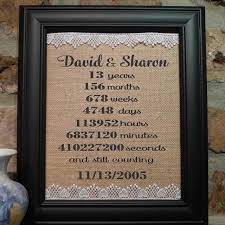 David & Sharon
13 years
156 months
678 weeks
4748 days
113952 hours
6837120 minutes
410227200 seconds
and still counting
11/13/2005